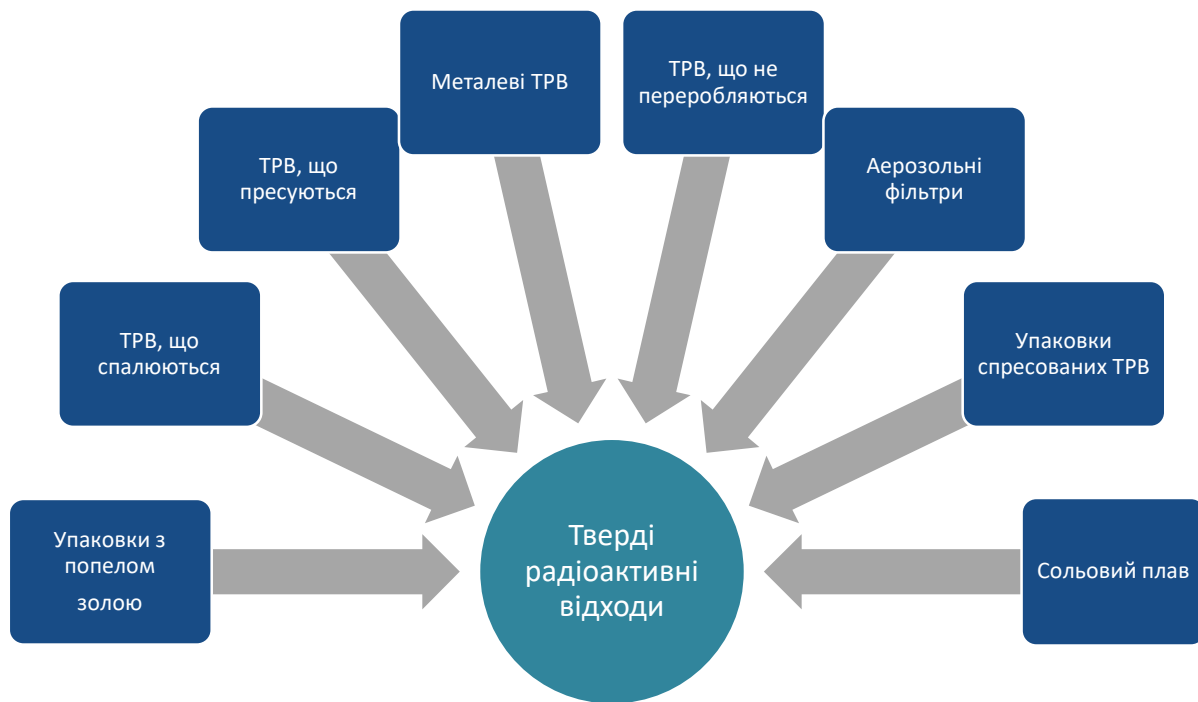 Металеві ТРВ
ТРВ, що не
переробляються
ТРВ, що
пресуються
Аерозольні
фільтри
ТРВ, що
спалюються
Упаковки
спресованих ТРВ
Упаковки з
попелом
золою
Тверді
радіоактивні
відходи
Сольовий плав